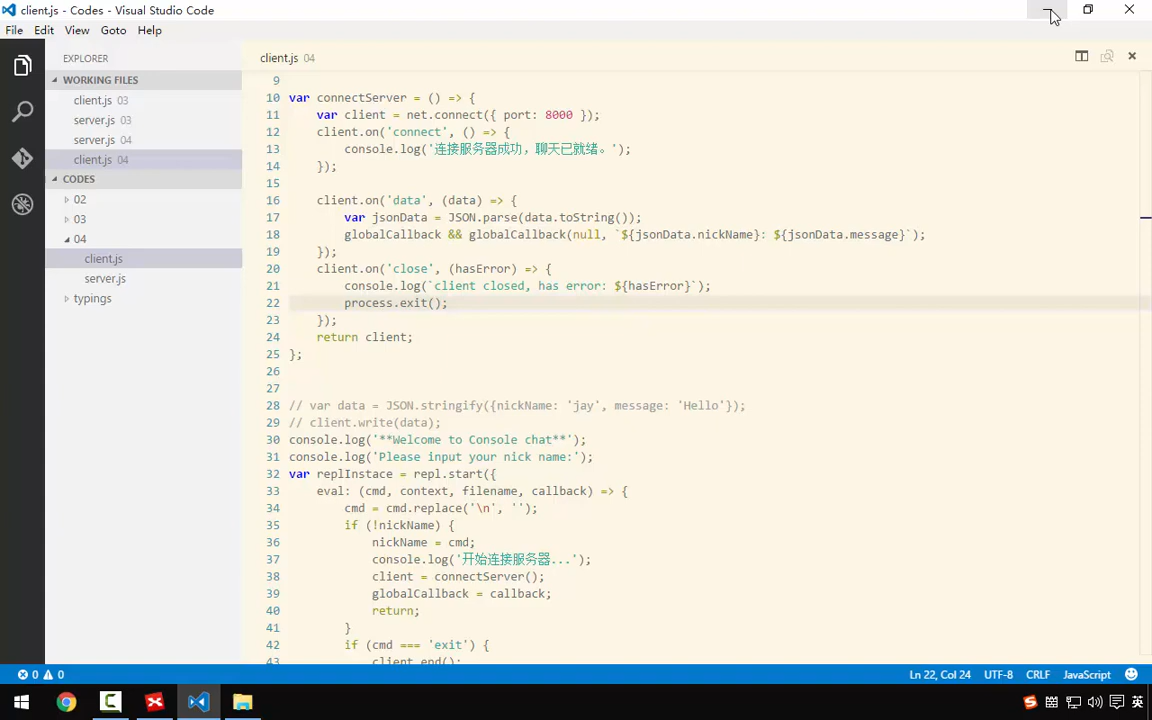 client.js - Codes - Visual Studio Code
File Edit View Goto Help
EXPLORER
WORKING FILES
client.js 03
server.js 03
server.js 04
client.js 04
CODES
02
03
04
client.js
server.js
typings
client.js 04
9
10 var connectServer = () => {
11 var client = net.connect({ port: 8000 });
12 client.on('connect', () => {
13 console.log('连接服务器成功，聊天已就绪。');
14 });
15
16 client.on('data', (data) => {
17 var jsonData = JSON.parse(data.toString());
18 globalCallback && globalCallback(null, `${jsonData.nickName}: ${jsonData.message}`);
19 });
20 client.on('close', (hasError) => {
21 console.log(`client closed, has error: ${hasError}`);
22 process.exit();
23 });
24 return client;
25 };
26
27
28 // var data = JSON.stringify({nickName: 'jay', message: 'Hello'});
29 // client.write(data);
30 console.log('**Welcome to Console chat**');
31 console.log('Please input your nick name:');
32 var replInstace = repl.start({
33 eval: (cmd, context, filename, callback) => {
34 cmd = cmd.replace('\n', '');
35 if (!nickName) {
36 nickName = cmd;
37 console.log('开始连接服务器...');
38 client = connectServer();
39 globalCallback = callback;
40 return;
41 }
42 if (cmd === 'exit') {
43 client.end();
0 0 Ln 22, Col 24 UTF-8 CRLF JavaScript
英